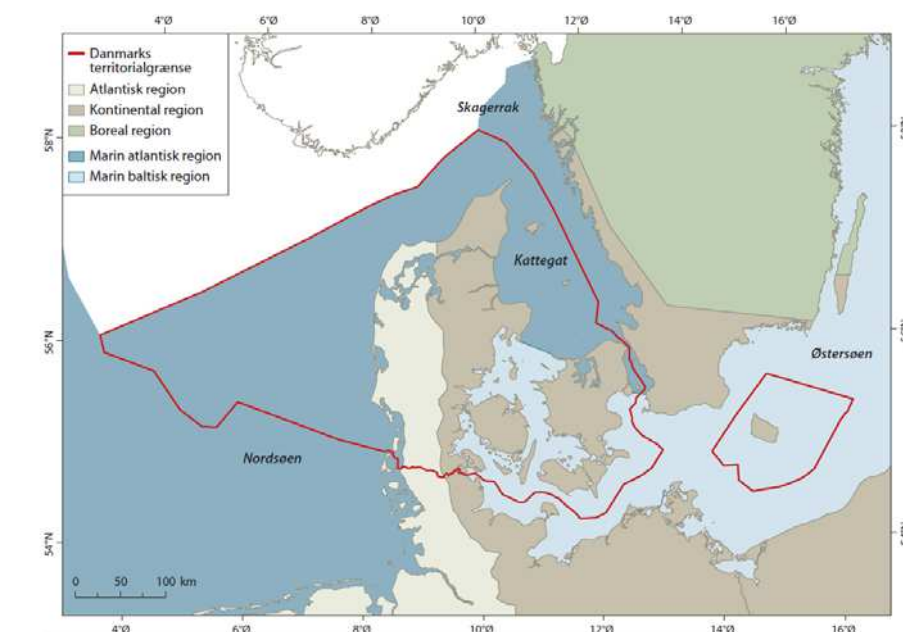 4°Ø 6°Ø 8°Ø 10°Ø 12°Ø 14°Ø 16°Ø
Danmarks
territorialgrænse
Atlantisk region
Kontinental region
Boreal region
Marin atlantisk region
Marin baltisk region
Skagerrak
58°N
Kattegat
56°N
Østersøen
Nordsøen
54°N
0 50 100 km
4°Ø 6°Ø 8°Ø 10°Ø 12°Ø 14°Ø 16°Ø